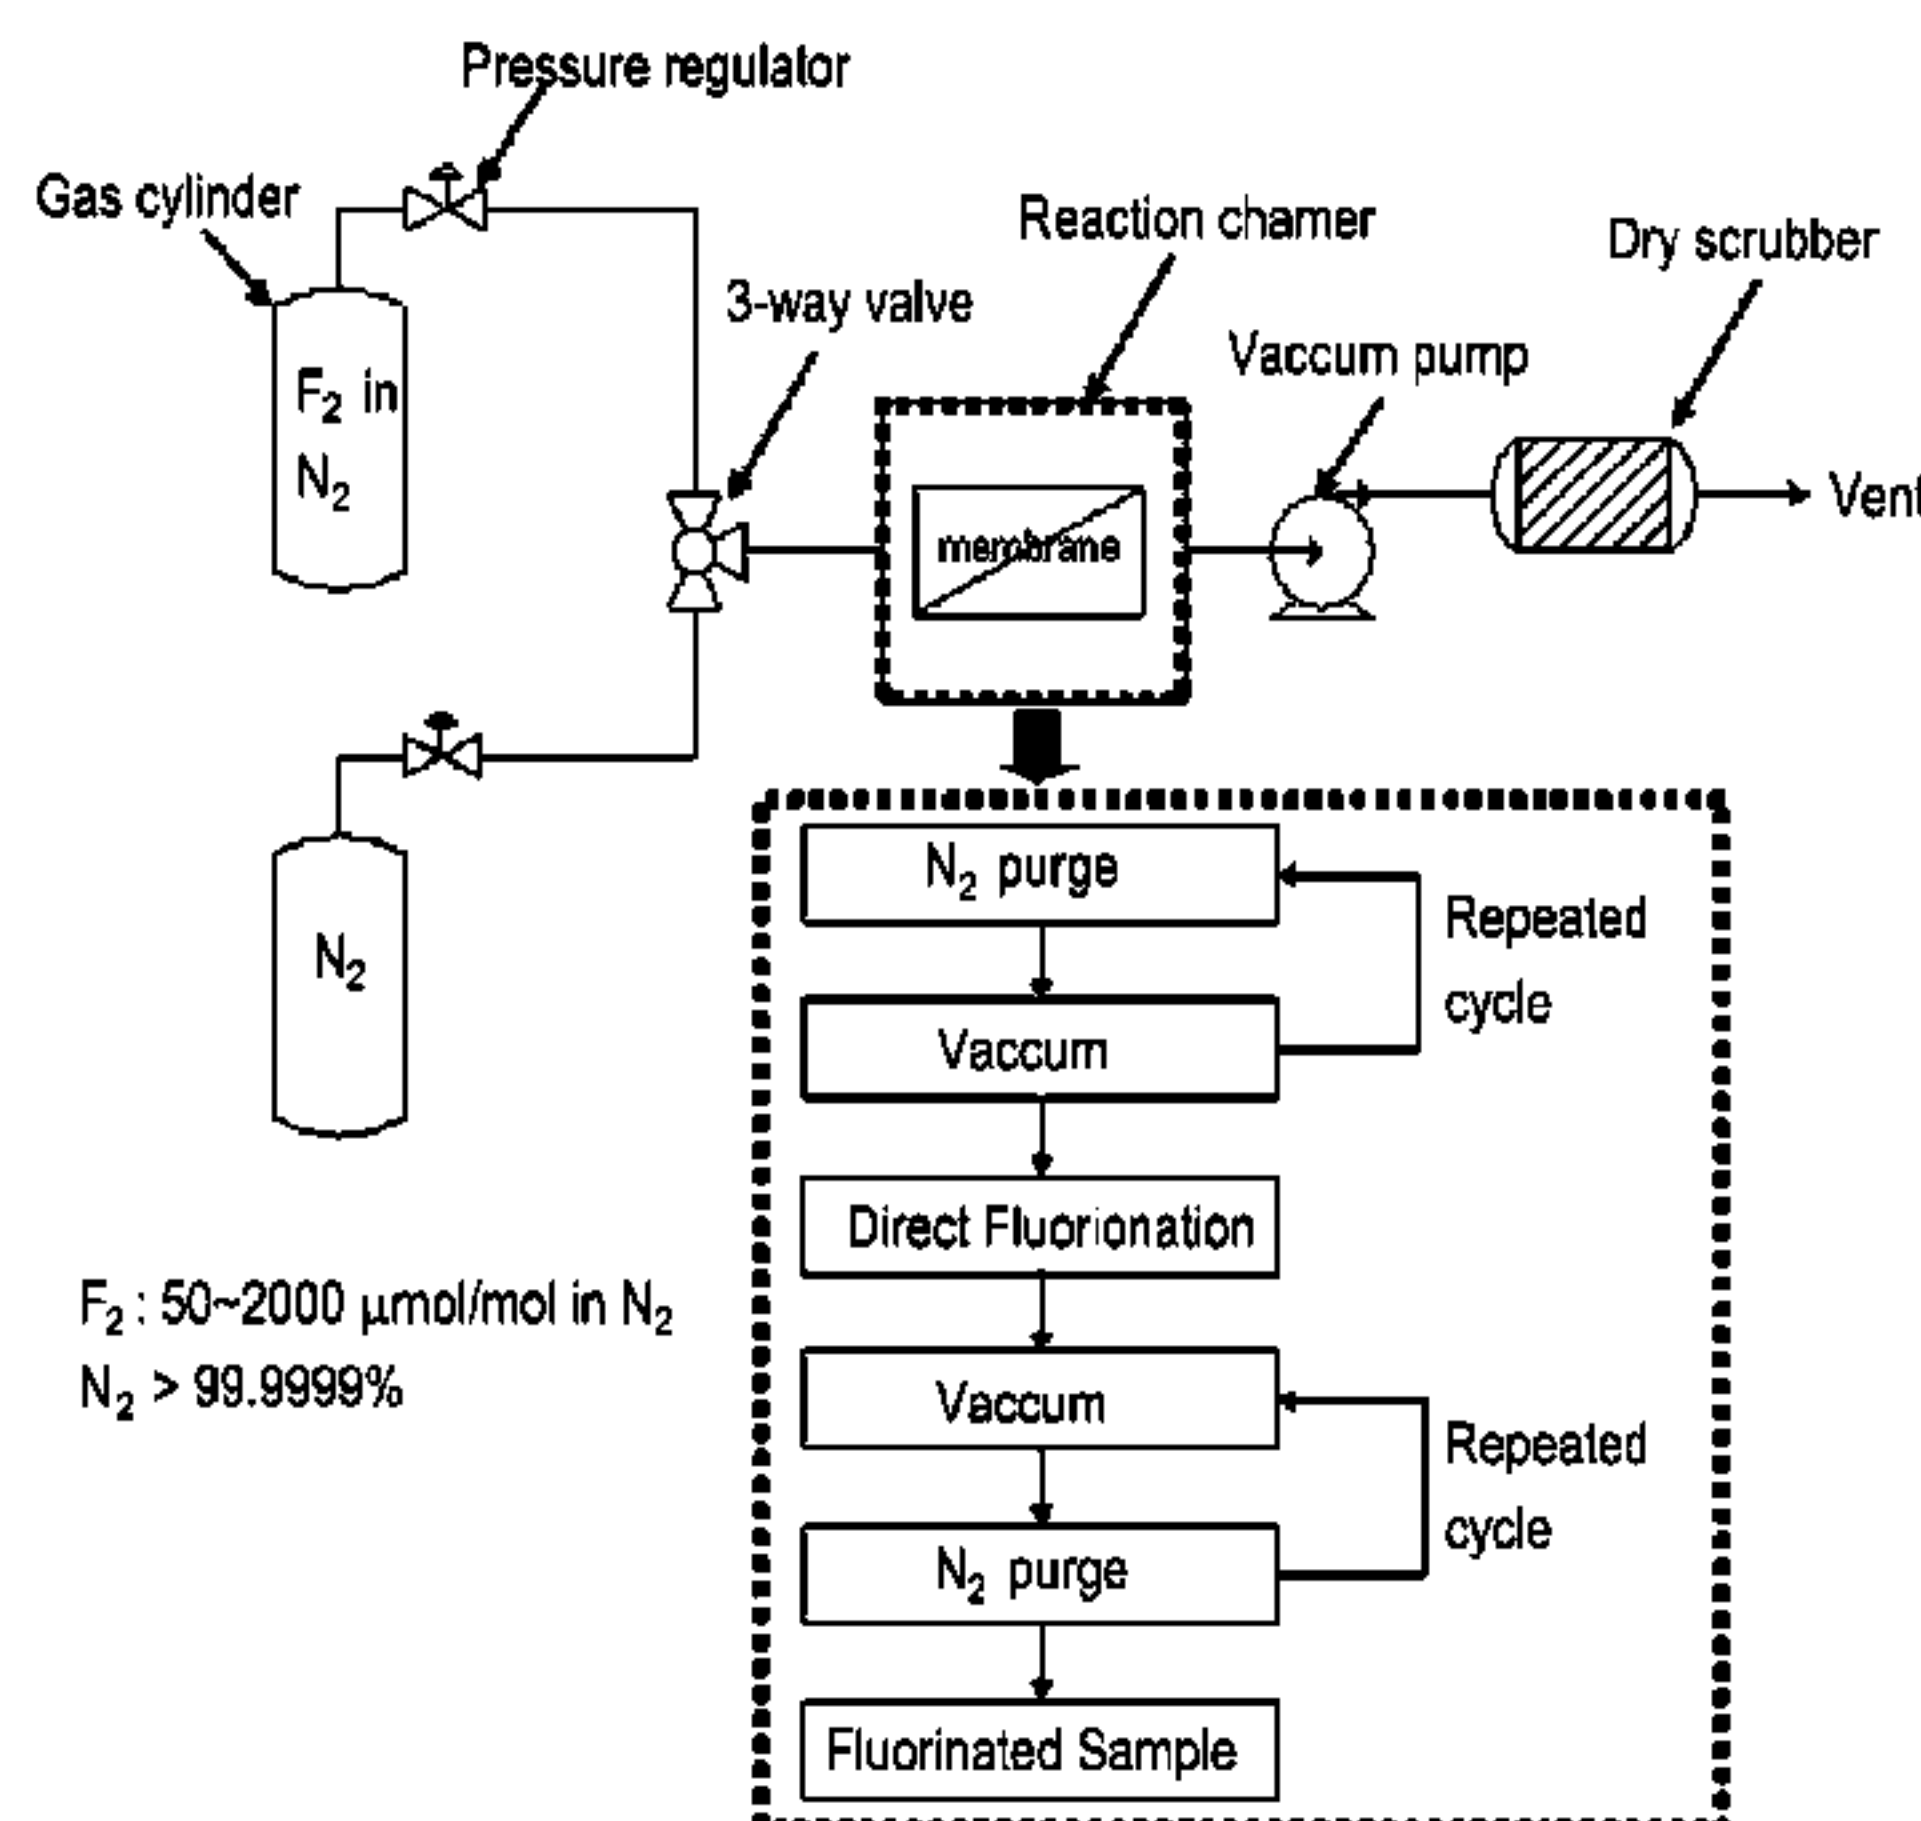 Pressure regulator
Gas cylinder
Reaction chamer
Dry scrubber
3-way valve
Vaccum pump
F₂ in
N₂
membrane
Vent
N₂
N₂ purge
Repeated
cycle
Vaccum
Direct Fluorionation
F₂ : 50~2000 μmol/mol in N₂
N₂ > 99.9999%
Vaccum
Repeated
cycle
N₂ purge
Fluorinated Sample